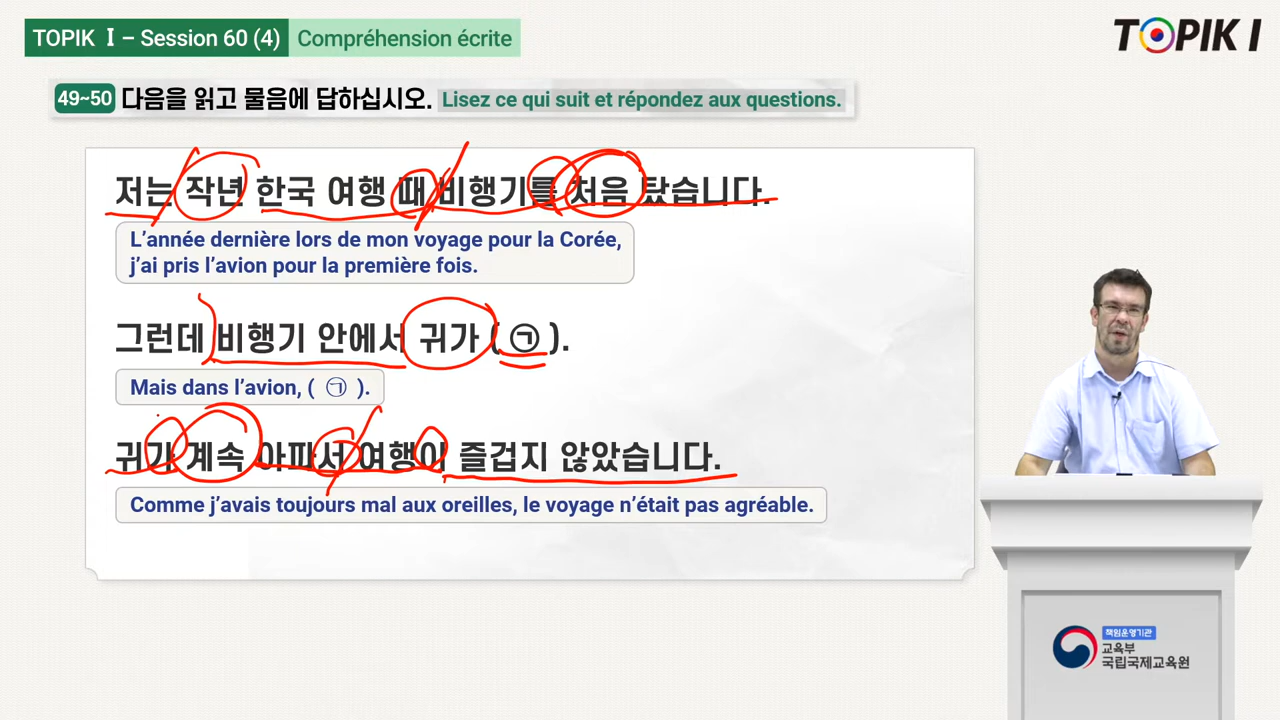 TOPIK Ⅰ – Session 60 (4) Compréhension écrite
TOPIK I
49~50 다음을 읽고 물음에 답하십시오. Lisez ce qui suit et répondez aux questions.
저는 작년 한국 여행 때 비행기를 처음 탔습니다.
L’année dernière lors de mon voyage pour la Corée,
j’ai pris l’avion pour la première fois.
그런데 비행기 안에서 귀가 ( ㉠ ).
Mais dans l’avion, ( ㉠ ).
귀가 계속 아파서 여행이 즐겁지 않았습니다.
Comme j’avais toujours mal aux oreilles, le voyage n’était pas agréable.
책임운영기관
교육부
국립국제교육원